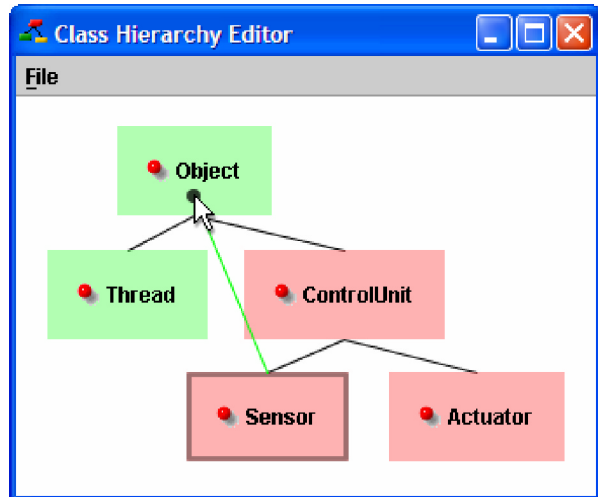 Class Hierarchy Editor
File
Object
Thread
ControlUnit
Sensor
Actuator